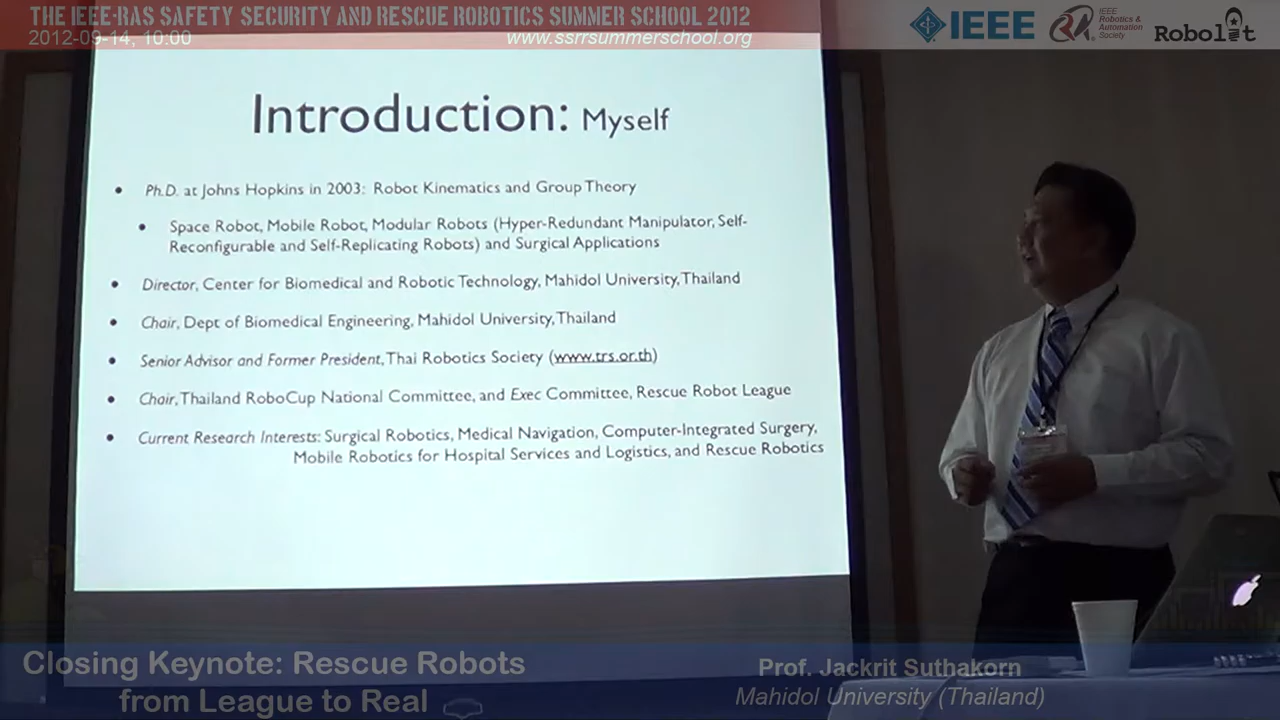 THE IEEE-RAS SAFETY SECURITY AND RESCUE ROBOTICS SUMMER SCHOOL 2012
2012-09-14, 10:00
www.ssrrsummerschool.org
IEEE
IEEE
Robotics &
Automation
Society
Robolit
Introduction: Myself
• Ph.D. at Johns Hopkins in 2003: Robot Kinematics and Group Theory
• Space Robot, Mobile Robot, Modular Robots (Hyper-Redundant Manipulator, Self-
Reconfigurable and Self-Replicating Robots) and Surgical Applications
• Director, Center for Biomedical and Robotic Technology, Mahidol University, Thailand
• Chair, Dept of Biomedical Engineering, Mahidol University, Thailand
• Senior Advisor and Former President, Thai Robotics Society (www.trs.or.th)
• Chair, Thailand RoboCup National Committee, and Exec Committee, Rescue Robot League
• Current Research Interests: Surgical Robotics, Medical Navigation, Computer-Integrated Surgery,
Mobile Robotics for Hospital Services and Logistics, and Rescue Robotics
Closing Keynote: Rescue Robots
from League to Real
Prof. Jackrit Suthakorn
Mahidol University (Thailand)